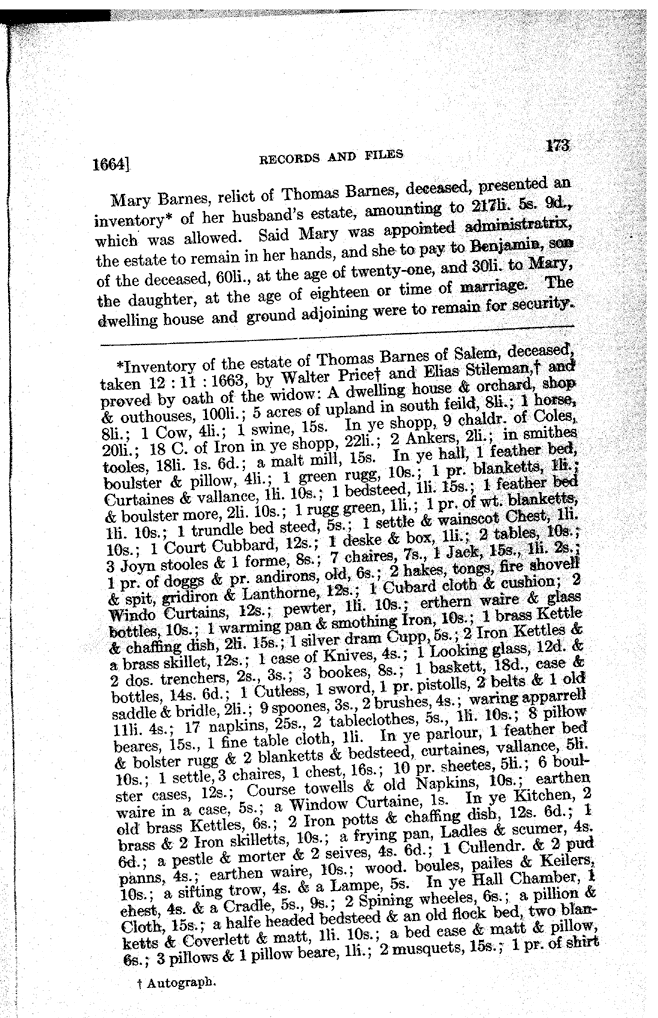 1664] RECORDS AND FILES 173
Mary Barnes, relict of Thomas Barnes, deceased, presented an
inventory* of her husband's estate, amounting to 217li. 5s. 9d.,
which was allowed. Said Mary was appointed administratrix,
the estate to remain in her hands, and she to pay to Benjamin, son
of the deceased, 60li., at the age of twenty-one, and 30li. to Mary,
the daughter, at the age of eighteen or time of marriage. The
dwelling house and ground adjoining were to remain for security.
*Inventory of the estate of Thomas Barnes of Salem, deceased,
taken 12 : 11 : 1663, by Walter Price† and Elias Stileman,† and
proved by oath of the widow: A dwelling house & orchard, shop
& outhouses, 100li.; 5 acres of upland in south feild, 8li.; 1 horse,
8li.; 1 Cow, 4li.; 1 swine, 15s. In ye shopp, 9 chaldr. of Coles,
20li.; 18 C. of Iron in ye shopp, 22li.; 2 Ankers, 2li.; in smithes
tooles, 18li. 1s. 6d.; a malt mill, 15s. In ye hall, 1 feather bed,
boulster & pillow, 4li.; 1 green rugg, 10s.; 1 pr. blanketts, 1li.;
Curtaines & vallance, 1li. 10s.; 1 bedsteed, 1li. 15s.; 1 feather bed
& boulster more, 2li. 10s.; 1 rugg green, 1li.; 1 pr. of wt. blanketts,
1li. 10s.; 1 trundle bed steed, 5s.; 1 settle & wainscot Chest, 1li.
10s.; 1 Court Cubbard, 12s.; 1 deske & box, 1li.; 2 tables, 10s.;
3 Joyn stooles & 1 forme, 8s.; 7 chaires, 7s., 1 Jack, 15s., 1li. 2s.;
1 pr. of doggs & pr. andirons, old, 6s.; 2 hakes, tongs, fire shovell
& spit, gridiron & Lanthorne, 12s.; 1 Cubard cloth & cushion; 2
Windo Curtains, 12s.; pewter, 1li. 10s.; erthern waire & glass
bottles, 10s.; 1 warming pan & smothing Iron, 10s.; 1 brass Kettle
& chaffing dish, 2li. 15s.; 1 silver dram Cupp, 5s.; 2 Iron Kettles &
a brass skillet, 12s.; 1 case of Knives, 4s.; 1 Looking glass, 12d. &
2 dos. trenchers, 2s., 3s.; 3 bookes, 8s.; 1 baskett, 18d., case &
bottles, 14s. 6d.; 1 Cutless, 1 sword, 1 pr. pistolls, 2 belts & 1 old
saddle & bridle, 2li.; 9 spoones, 3s., 2 brushes, 4s.; waring apparrell
11li. 4s.; 17 napkins, 25s., 2 tableclothes, 5s., 1li. 10s.; 8 pillow
beares, 15s., 1 fine table cloth, 1li. In ye parlour, 1 feather bed
& bolster rugg & 2 blanketts & bedsteed, curtaines, vallance, 5li.
10s.; 1 settle, 3 chaires, 1 chest, 16s.; 10 pr. sheetes, 5li.; 6 boul-
ster cases, 12s.; Course towells & old Napkins, 10s.; earthen
waire in a case, 5s.; a Window Curtaine, 1s. In ye Kitchen, 2
old brass Kettles, 6s.; 2 Iron potts & chaffing dish, 12s. 6d.; 1
brass & 2 Iron skilletts, 10s.; a frying pan, Ladles & scumer, 4s.
6d.; a pestle & morter & 2 seives, 4s. 6d.; 1 Cullendr. & 2 pud
panns, 4s.; earthen waire, 10s.; wood. boules, pailes & Keilers,
10s.; a sifting trow, 4s. & a Lampe, 5s. In ye Hall Chamber, 1
chest, 4s. & a Cradle, 5s., 9s.; 2 Spining wheeles, 6s.; a pillion &
Cloth, 15s.; a halfe headed bedsteed & an old flock bed, two blan-
ketts & Coverlett & matt, 1li. 10s.; a bed case & matt & pillow,
6s.; 3 pillows & 1 pillow beare, 1li.; 2 musquets, 15s.; 1 pr. of shirt
† Autograph.